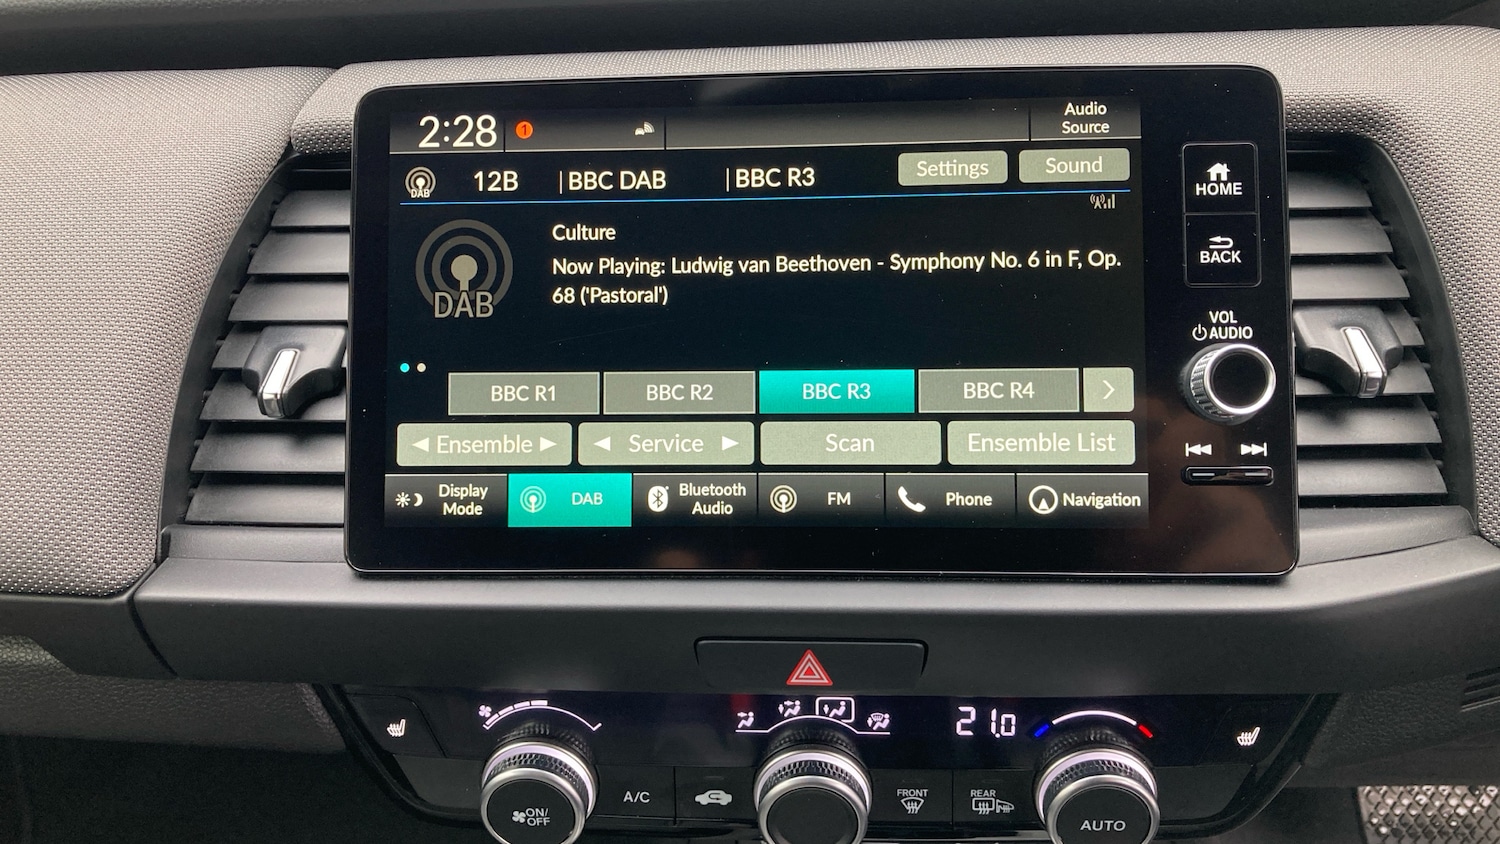 2:28
1
Audio
Source
DAB
12B
|BBC DAB
|BBC R3
Settings
Sound
HOME
BACK
DAB
Culture
Now Playing: Ludwig van Beethoven - Symphony No. 6 in F, Op.
68 ('Pastoral')
VOL
AUDIO
BBC R1
BBC R2
BBC R3
BBC R4
Ensemble
Service
Scan
Ensemble List
Display
Mode
DAB
Bluetooth
Audio
FM
Phone
Navigation
21.0
ON/
OFF
A/C
FRONT
REAR
AUTO